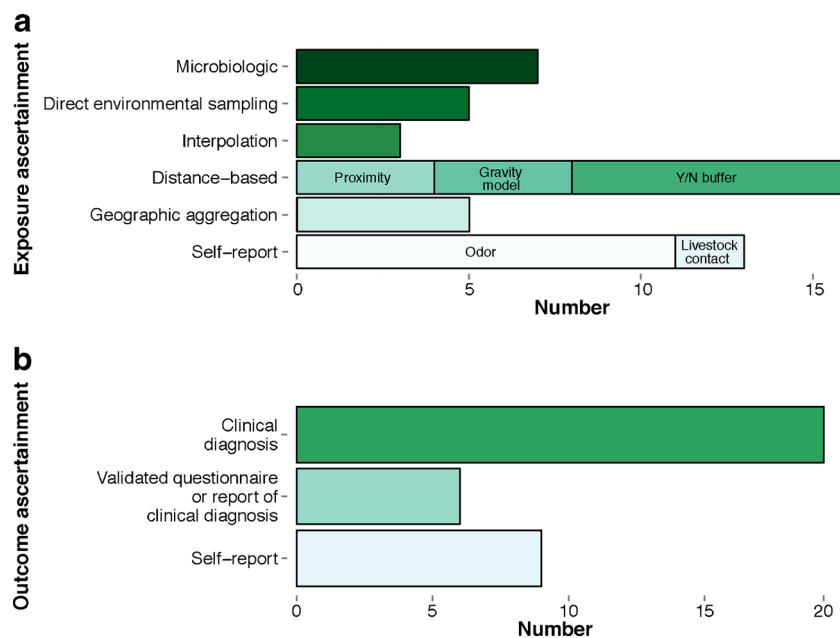 a
Exposure ascertainment
Microbiologic
Direct environmental sampling
Interpolation
Distance–based
Proximity
Gravity
model
Y/N buffer
Geographic aggregation
Self–report
Odor
Livestock
contact
0 5 10 15
Number
b
Outcome ascertainment
Clinical
diagnosis
Validated questionnaire
or report of
clinical diagnosis
Self–report
0 5 10 15 20
Number